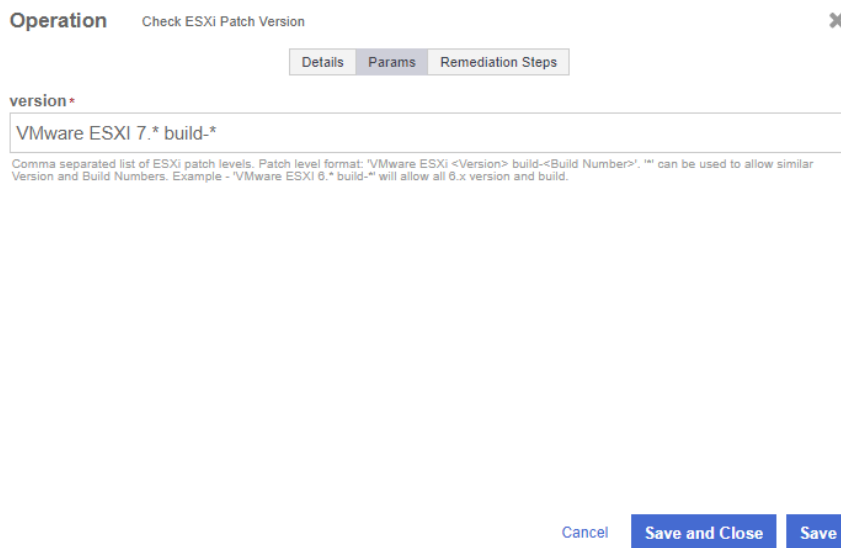 Operation Check ESXi Patch Version
Details Params Remediation Steps
version*
VMware ESXI 7.* build-*
Comma separated list of ESXi patch levels. Patch level format: 'VMware ESXi <Version> build-<Build Number>'. '*' can be used to allow similar
Version and Build Numbers. Example - 'VMware ESXI 6.* build-*' will allow all 6.x version and build.
Cancel Save and Close Save